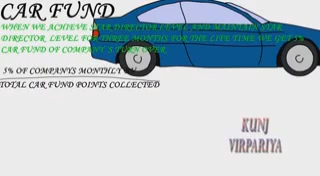 CAR FUND
WHEN WE ACHIEVE STAR DIRECTOR LEVEL AND MAINTAIN STAR
DIRECTOR LEVEL FOR THREE MONTHS FOR THE LIFE TIME WE GET 5%
CAR FUND OF COMPANY S TURN OVER
5% OF COMPANYS MONTHLY
TOTAL CAR FUND POINTS COLLECTED
KUNJ
VIRPARIYA